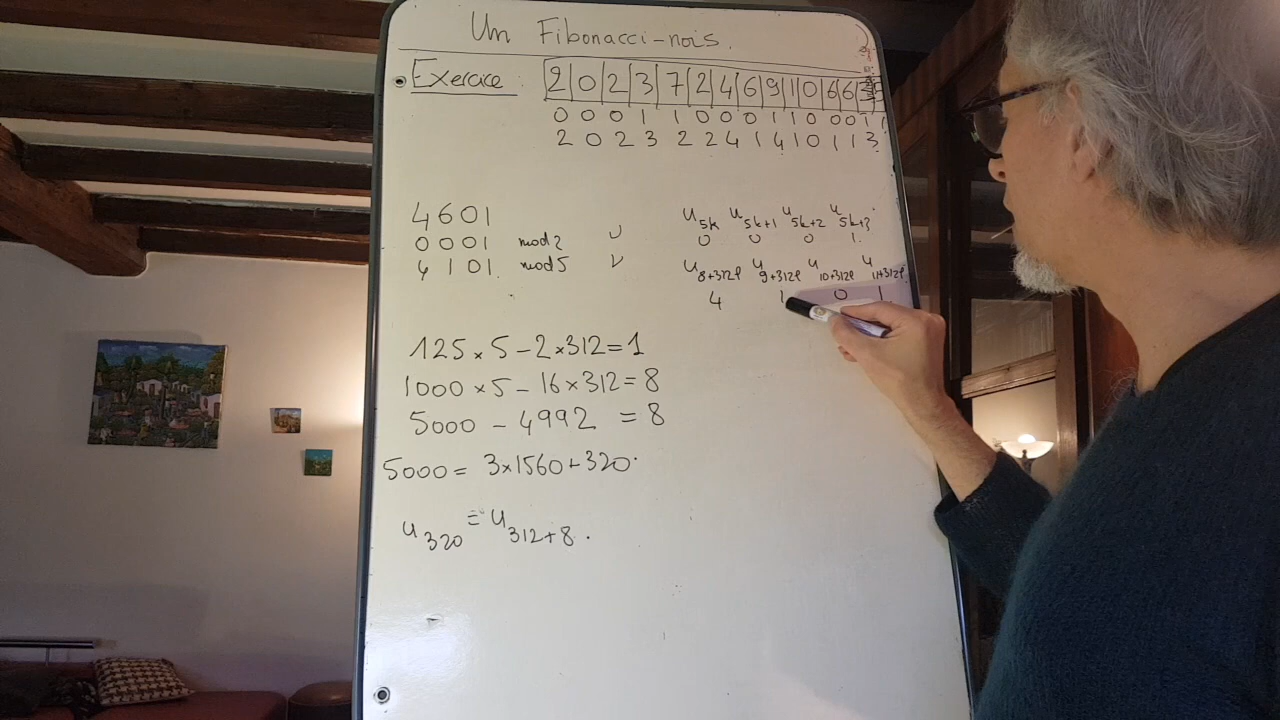 Un Fibonacci-nois.
Exercice : 2 0 2 3 7 2 4 6 9 1 0 6 6
0 0 0 1 1 0 0 0 1 1 0 0 0 1
2 0 2 3 2 2 4 1 4 1 0 1 1 3
4601
0001 mod 2
4101 mod 5
u5k u5k+1 u5k+2 u5k+3
0 0 0 1
u8+312l u9+312l u10+312l u11+312l
4 1 0 1
125 × 5 - 2 × 312 = 1
1000 × 5 - 16 × 312 = 8
5000 - 4992 = 8
5000 = 3×1560+320.
u320 = u312+8 .